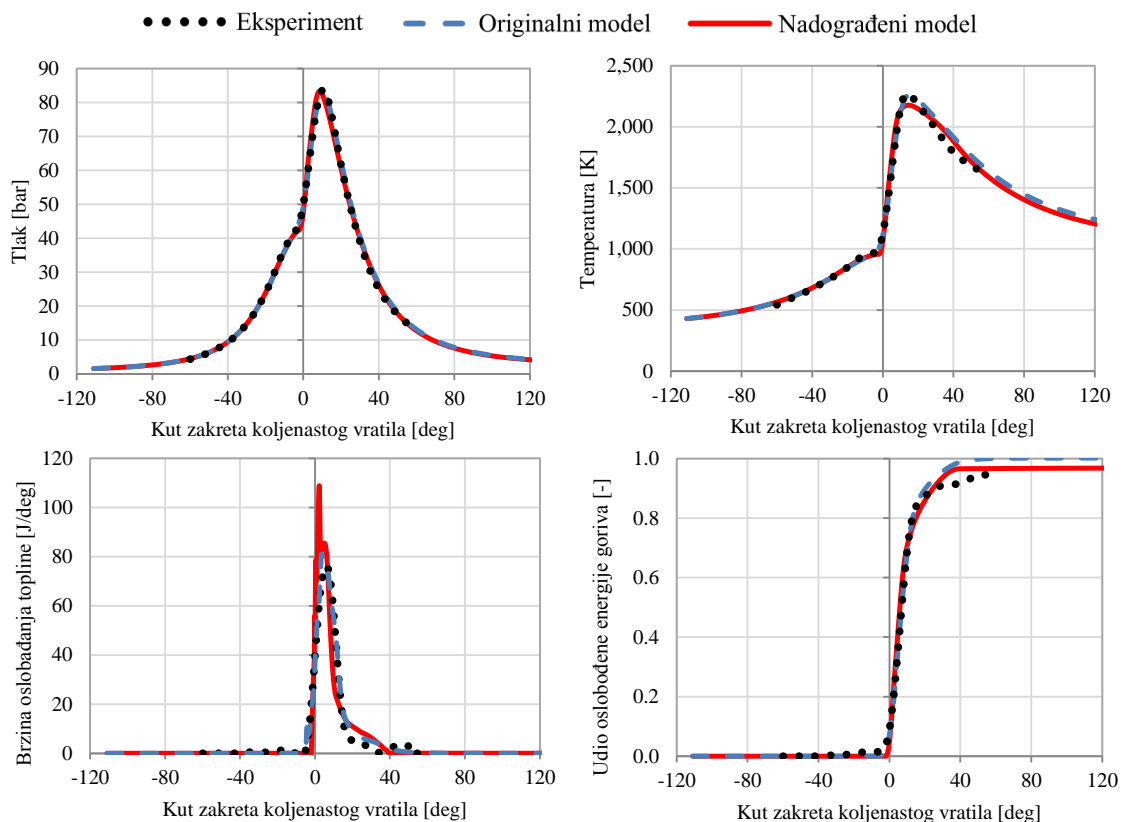 Eksperiment Originalni model Nadograđeni model
90
80
70
60
50
40
30
20
10
0
-120 -80 -40 0 40 80 120
Tlak [bar]
Kut zakreta koljenastog vratila [deg]
2,500
2,000
1,500
1,000
500
0
-120 -80 -40 0 40 80 120
Temperatura [K]
Kut zakreta koljenastog vratila [deg]
120
100
80
60
40
20
0
-120 -80 -40 0 40 80 120
Brzina oslobađanja topline [J/deg]
Kut zakreta koljenastog vratila [deg]
1.0
0.8
0.6
0.4
0.2
0.0
-120 -80 -40 0 40 80 120
Udio oslobođene energije goriva [-]
Kut zakreta koljenastog vratila [deg]